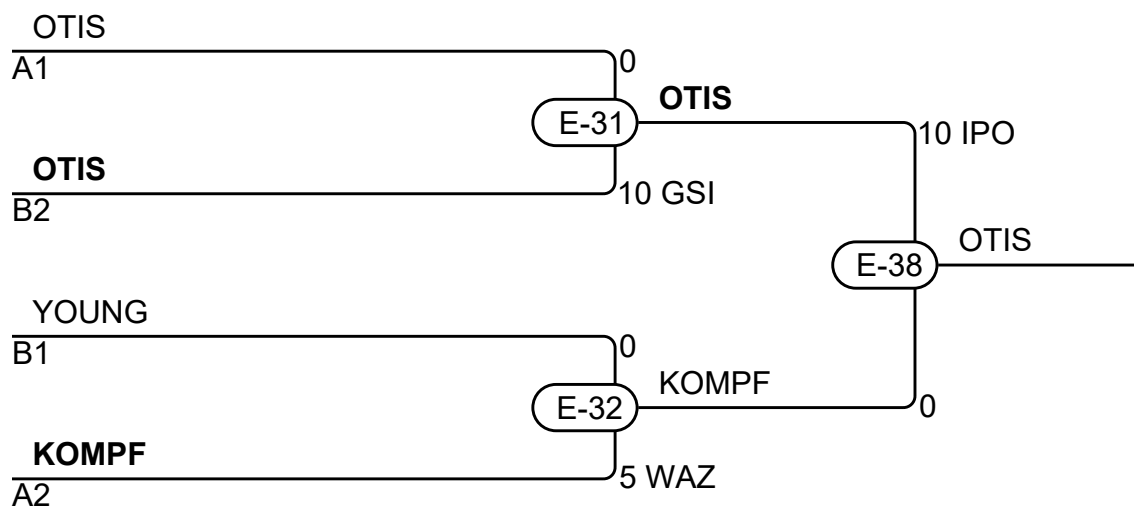 OTIS
A1
0
E-31
OTIS
10 IPO
OTIS
B2
10 GSI
E-38
OTIS
YOUNG
B1
0
E-32
KOMPF
0
KOMPF
A2
5 WAZ